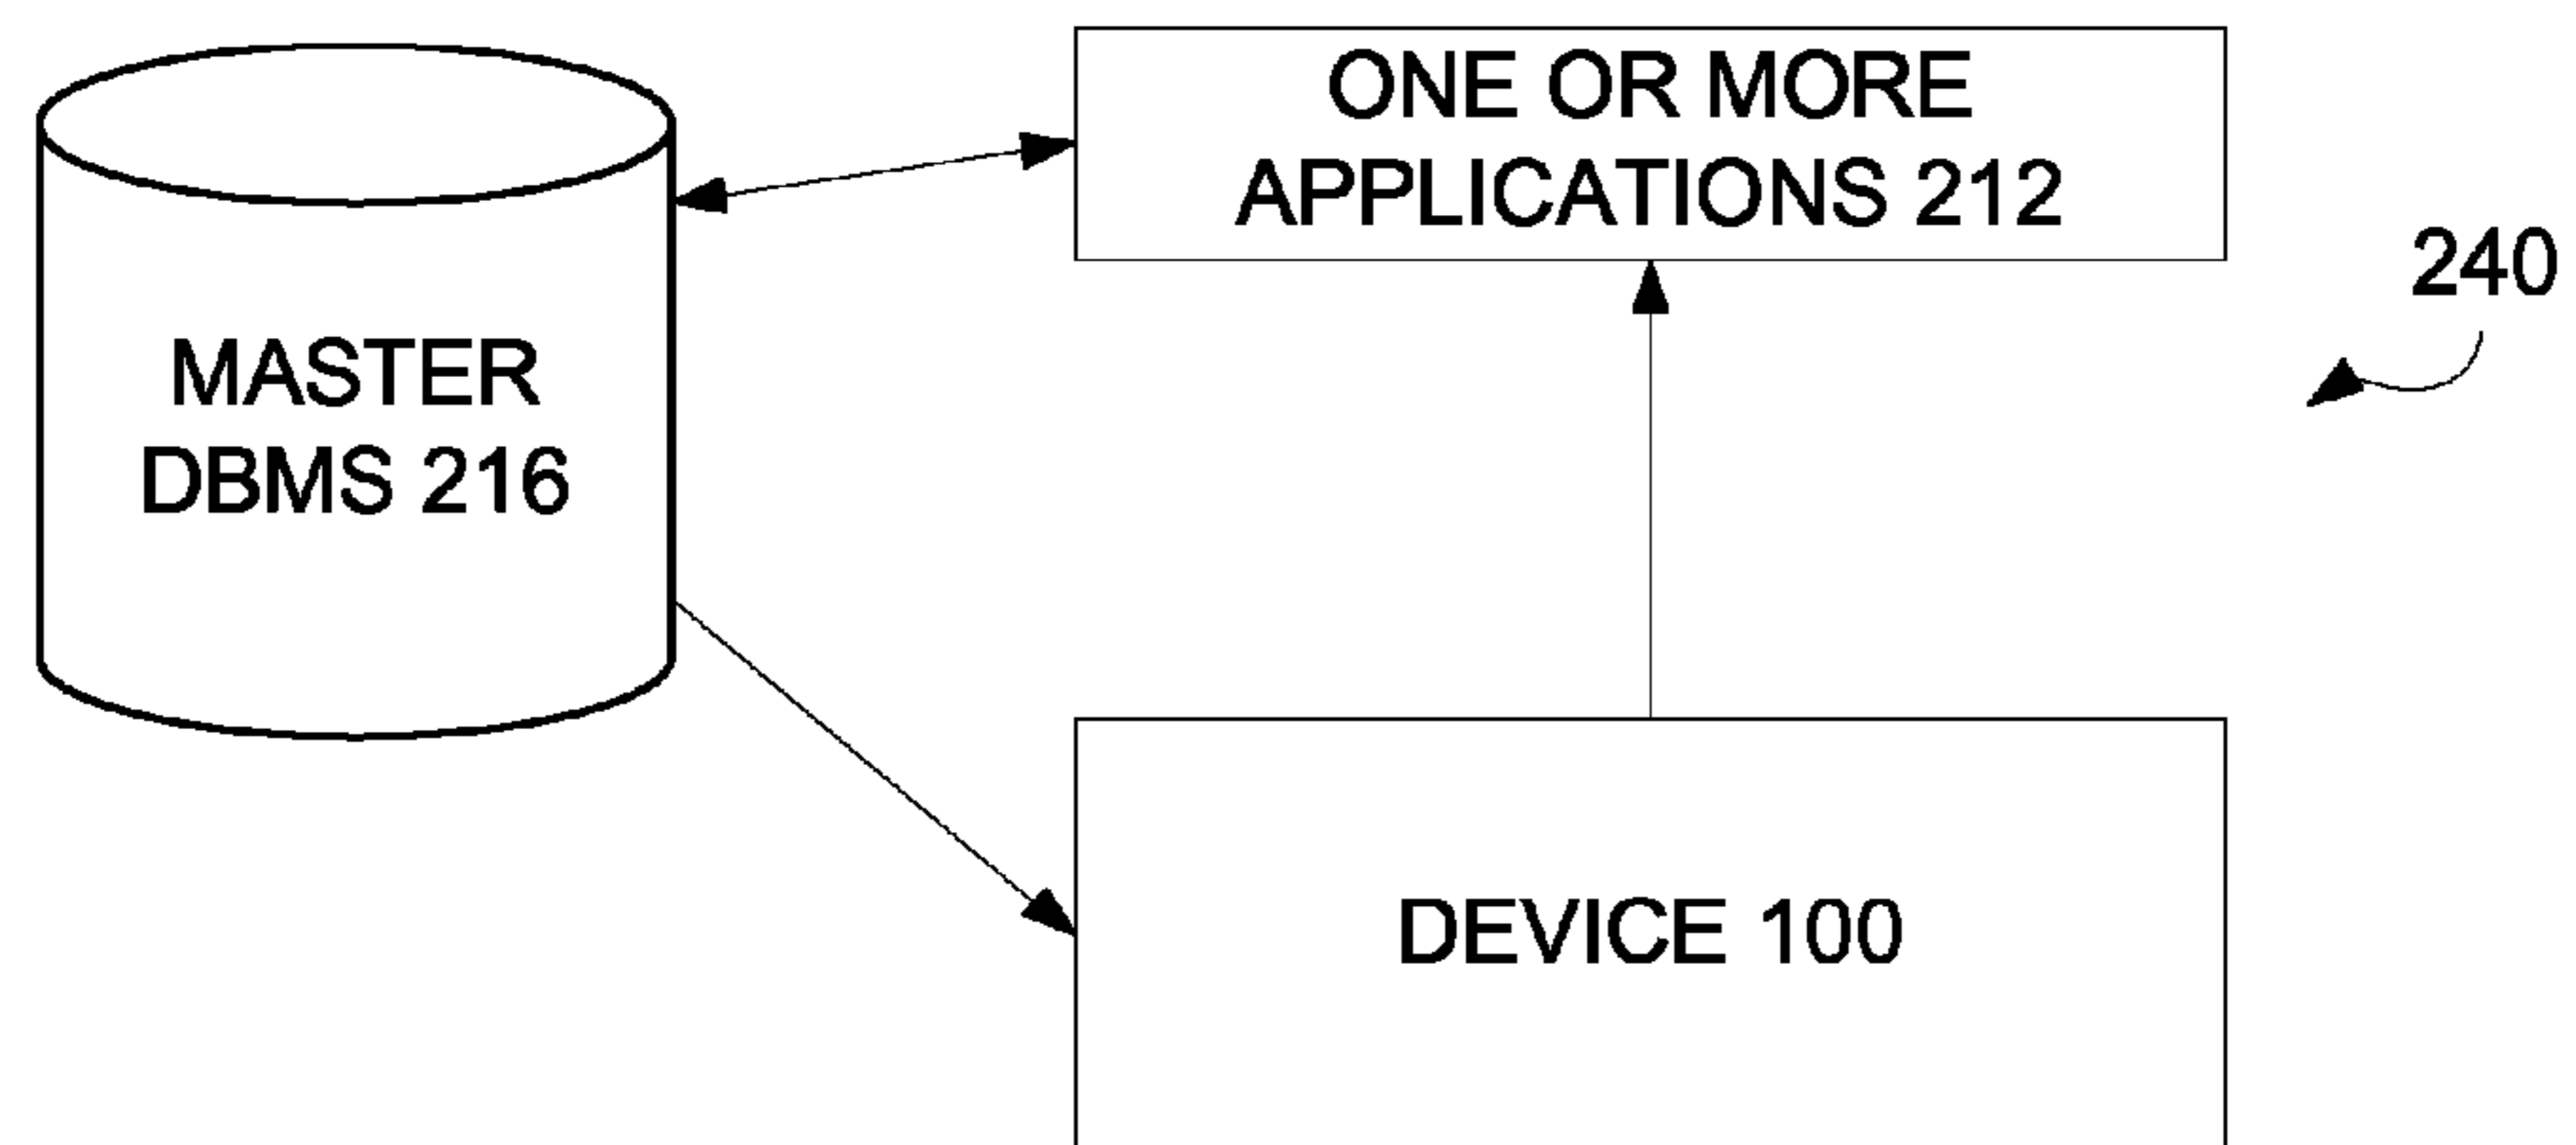 ONE OR MORE
APPLICATIONS 212
240
MASTER
DBMS 216
DEVICE 100